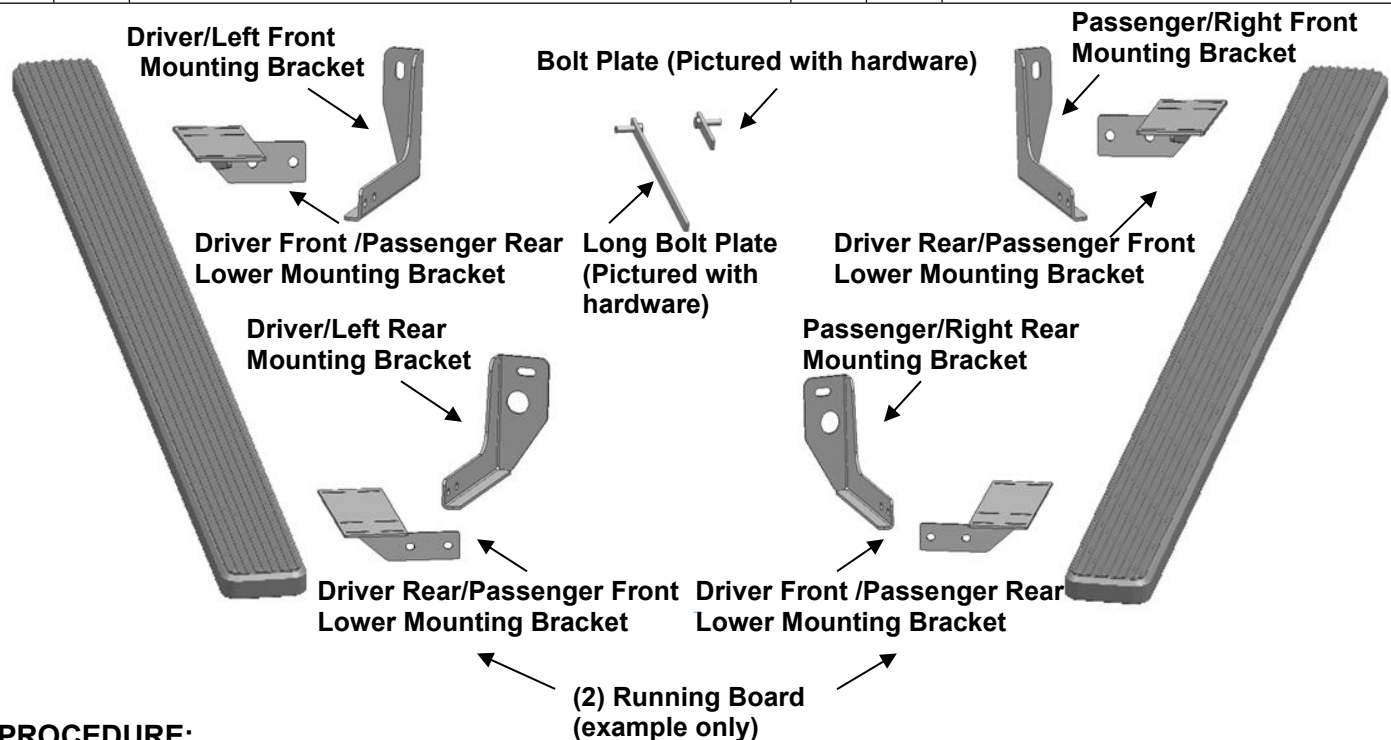 Driver/Left Front
Mounting Bracket
Bolt Plate (Pictured with hardware)
Passenger/Right Front
Mounting Bracket
Driver Front /Passenger Rear
Lower Mounting Bracket
Long Bolt Plate
(Pictured with
hardware)
Driver Rear/Passenger Front
Lower Mounting Bracket
Driver/Left Rear
Mounting Bracket
Passenger/Right Rear
Mounting Bracket
Driver Rear/Passenger Front
Lower Mounting Bracket
Driver Front /Passenger Rear
Lower Mounting Bracket
(2) Running Board
(example only)
PROCEDURE: